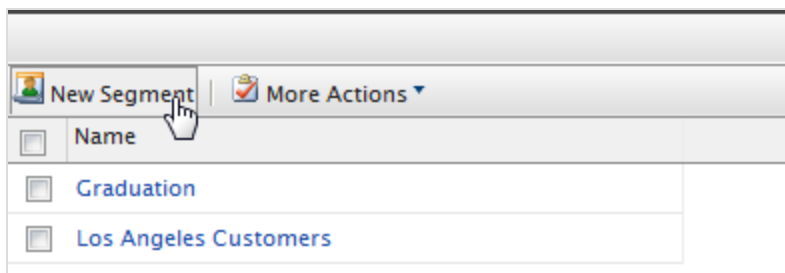 New Segment | More Actions
Name
Graduation
Los Angeles Customers